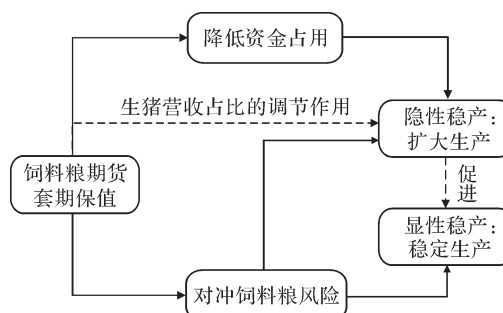 降低资金占用
生猪营收占比的调节作用
隐性稳产：
扩大生产
饲料粮期货
套期保值
促
进
显性稳产：
稳定生产
对冲饲料粮风险